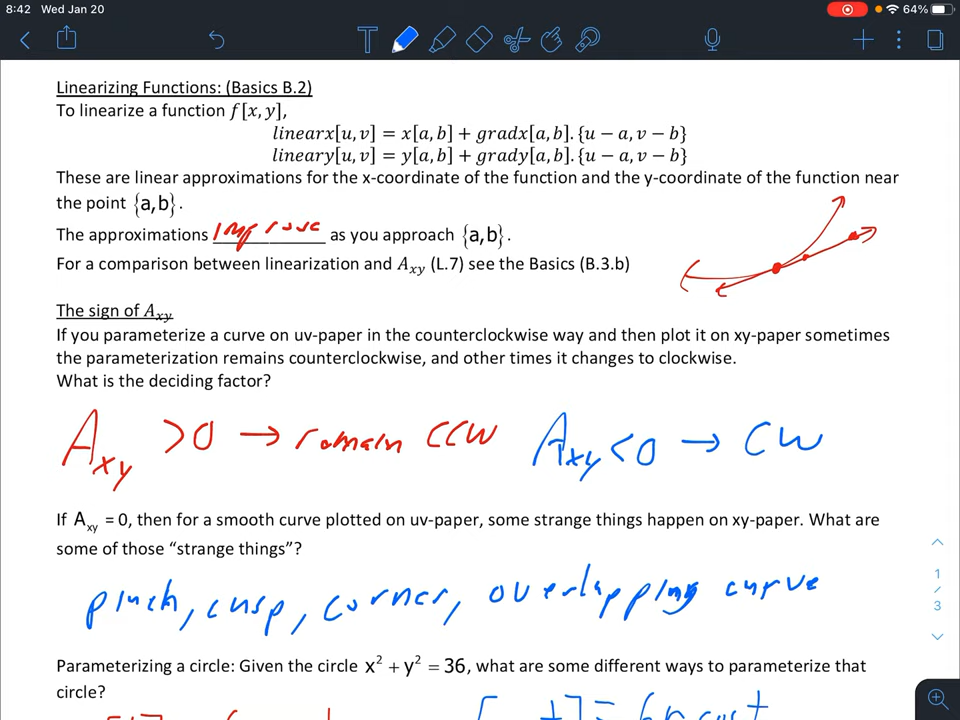 8:42 Wed Jan 20 64%
T
Linearizing Functions: (Basics B.2)
To linearize a function f[x, y],
linearx[u, v] = x[a, b] + gradx[a, b]. {u − a, v − b}
lineary[u, v] = y[a, b] + grady[a, b]. {u − a, v − b}
These are linear approximations for the x-coordinate of the function and the y-coordinate of the function near
the point {a,b} .
The approximations improve as you approach {a,b} .
For a comparison between linearization and Axy (L.7) see the Basics (B.3.b)
The sign of Axy
If you parameterize a curve on uv-paper in the counterclockwise way and then plot it on xy-paper sometimes
the parameterization remains counterclockwise, and other times it changes to clockwise.
What is the deciding factor?
Axy >0 → remain CCW Axy <0 → CW
If Axy = 0, then for a smooth curve plotted on uv-paper, some strange things happen on xy-paper. What are
some of those “strange things”?
pinch, cusp, corner, overlapping curve
1
/
3
Parameterizing a circle: Given the circle x² + y² = 36, what are some different ways to parameterize that
circle?